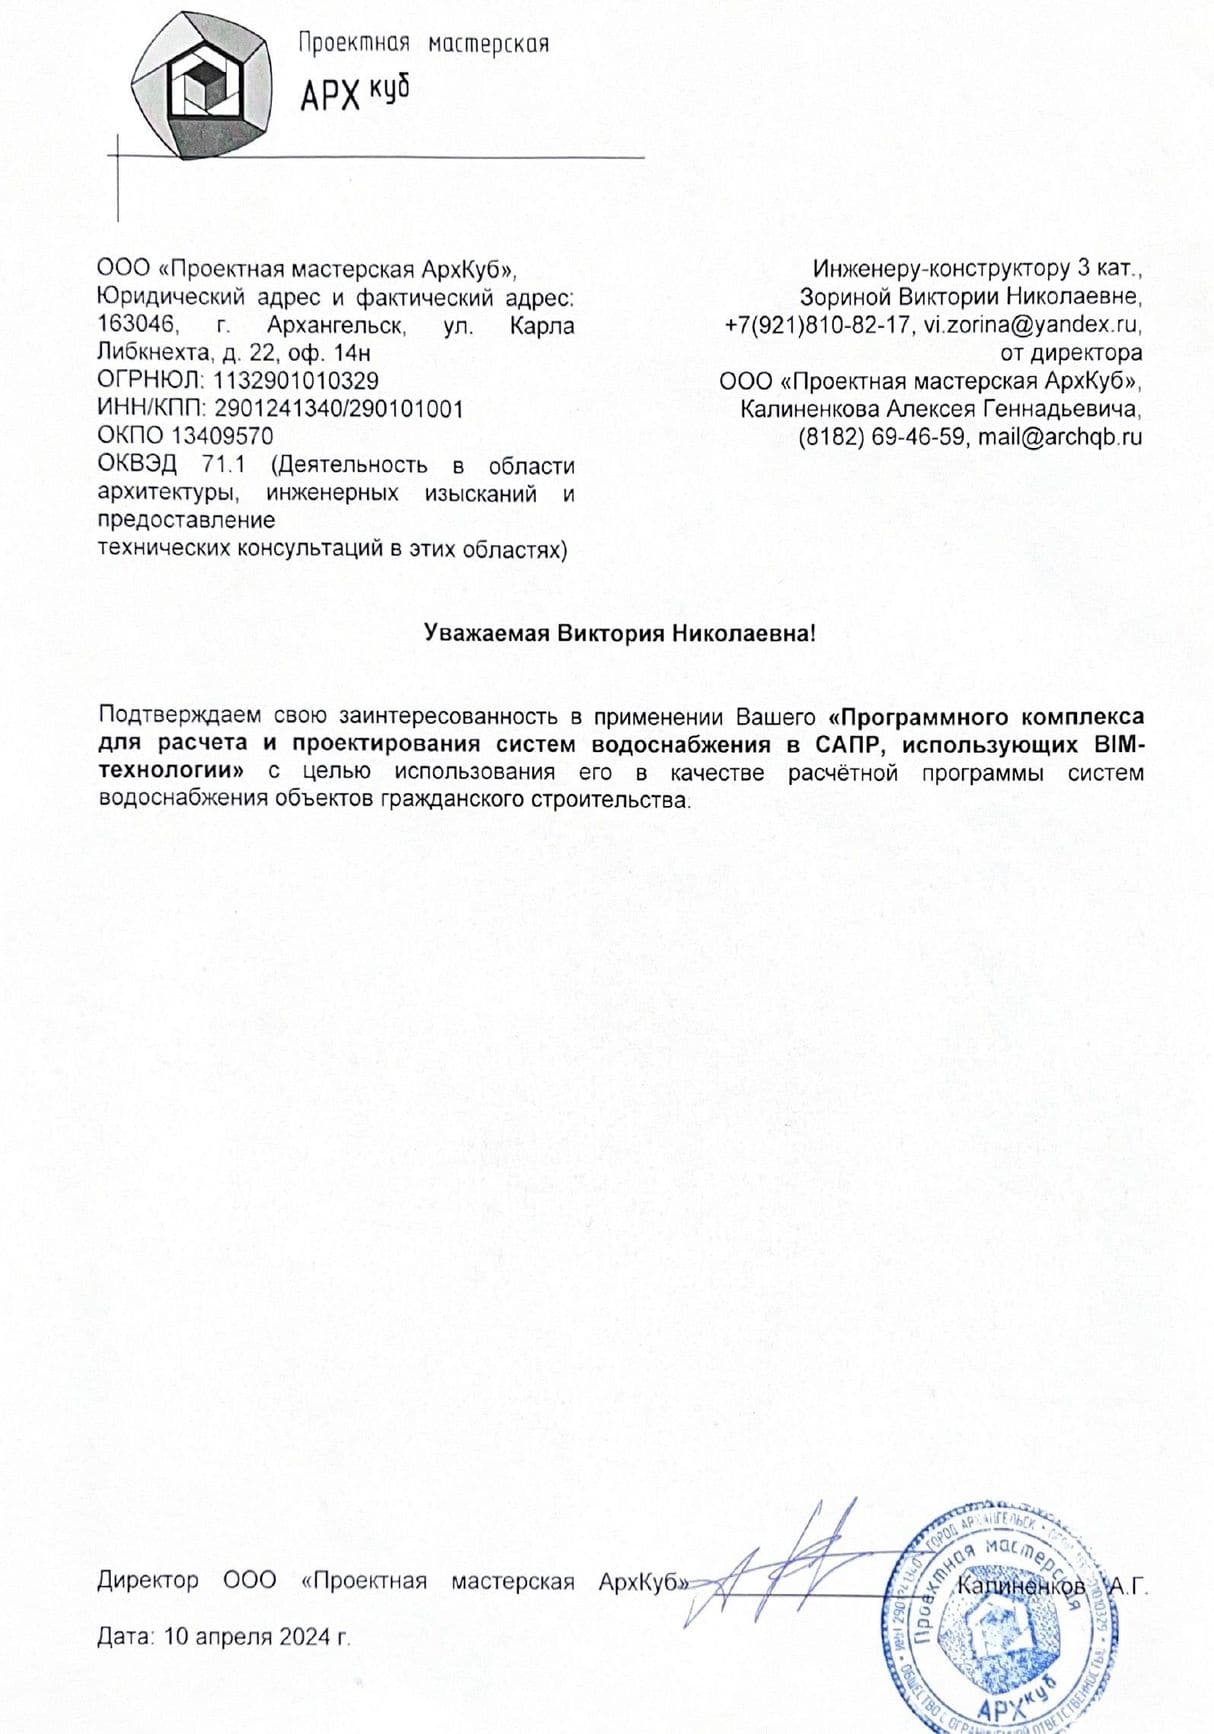 Проектная мастерская
АРХ куб
ООО «Проектная мастерская АрхКуб»,
Юридический адрес и фактический адрес:
163046, г. Архангельск, ул. Карла
Либкнехта, д. 22, оф. 14н
ОГРНЮЛ: 1132901010329
ИНН/КПП: 2901241340/290101001
ОКПО 13409570
ОКВЭД 71.1 (Деятельность в области
архитектуры, инженерных изысканий и
предоставление
технических консультаций в этих областях)
Инженеру-конструктору 3 кат.,
Зориной Виктории Николаевне,
+7(921)810-82-17, vi.zorina@yandex.ru,
от директора
ООО «Проектная мастерская АрхКуб»,
Калиненкова Алексея Геннадьевича,
(8182) 69-46-59, mail@archqb.ru
Уважаемая Виктория Николаевна!
Подтверждаем свою заинтересованность в применении Вашего «Программного комплекса
для расчета и проектирования систем водоснабжения в САПР, использующих BIM-
технологии» с целью использования его в качестве расчётной программы систем
водоснабжения объектов гражданского строительства.
Директор ООО «Проектная мастерская АрхКуб» Калиненков А.Г.
Дата: 10 апреля 2024 г.
ГОРОД АРХАНГЕЛЬСК
ОБЩЕСТВО С ОГРАНИЧЕННОЙ ОТВЕТСТВЕННОСТЬЮ
Проектная мастерская
АРХ куб